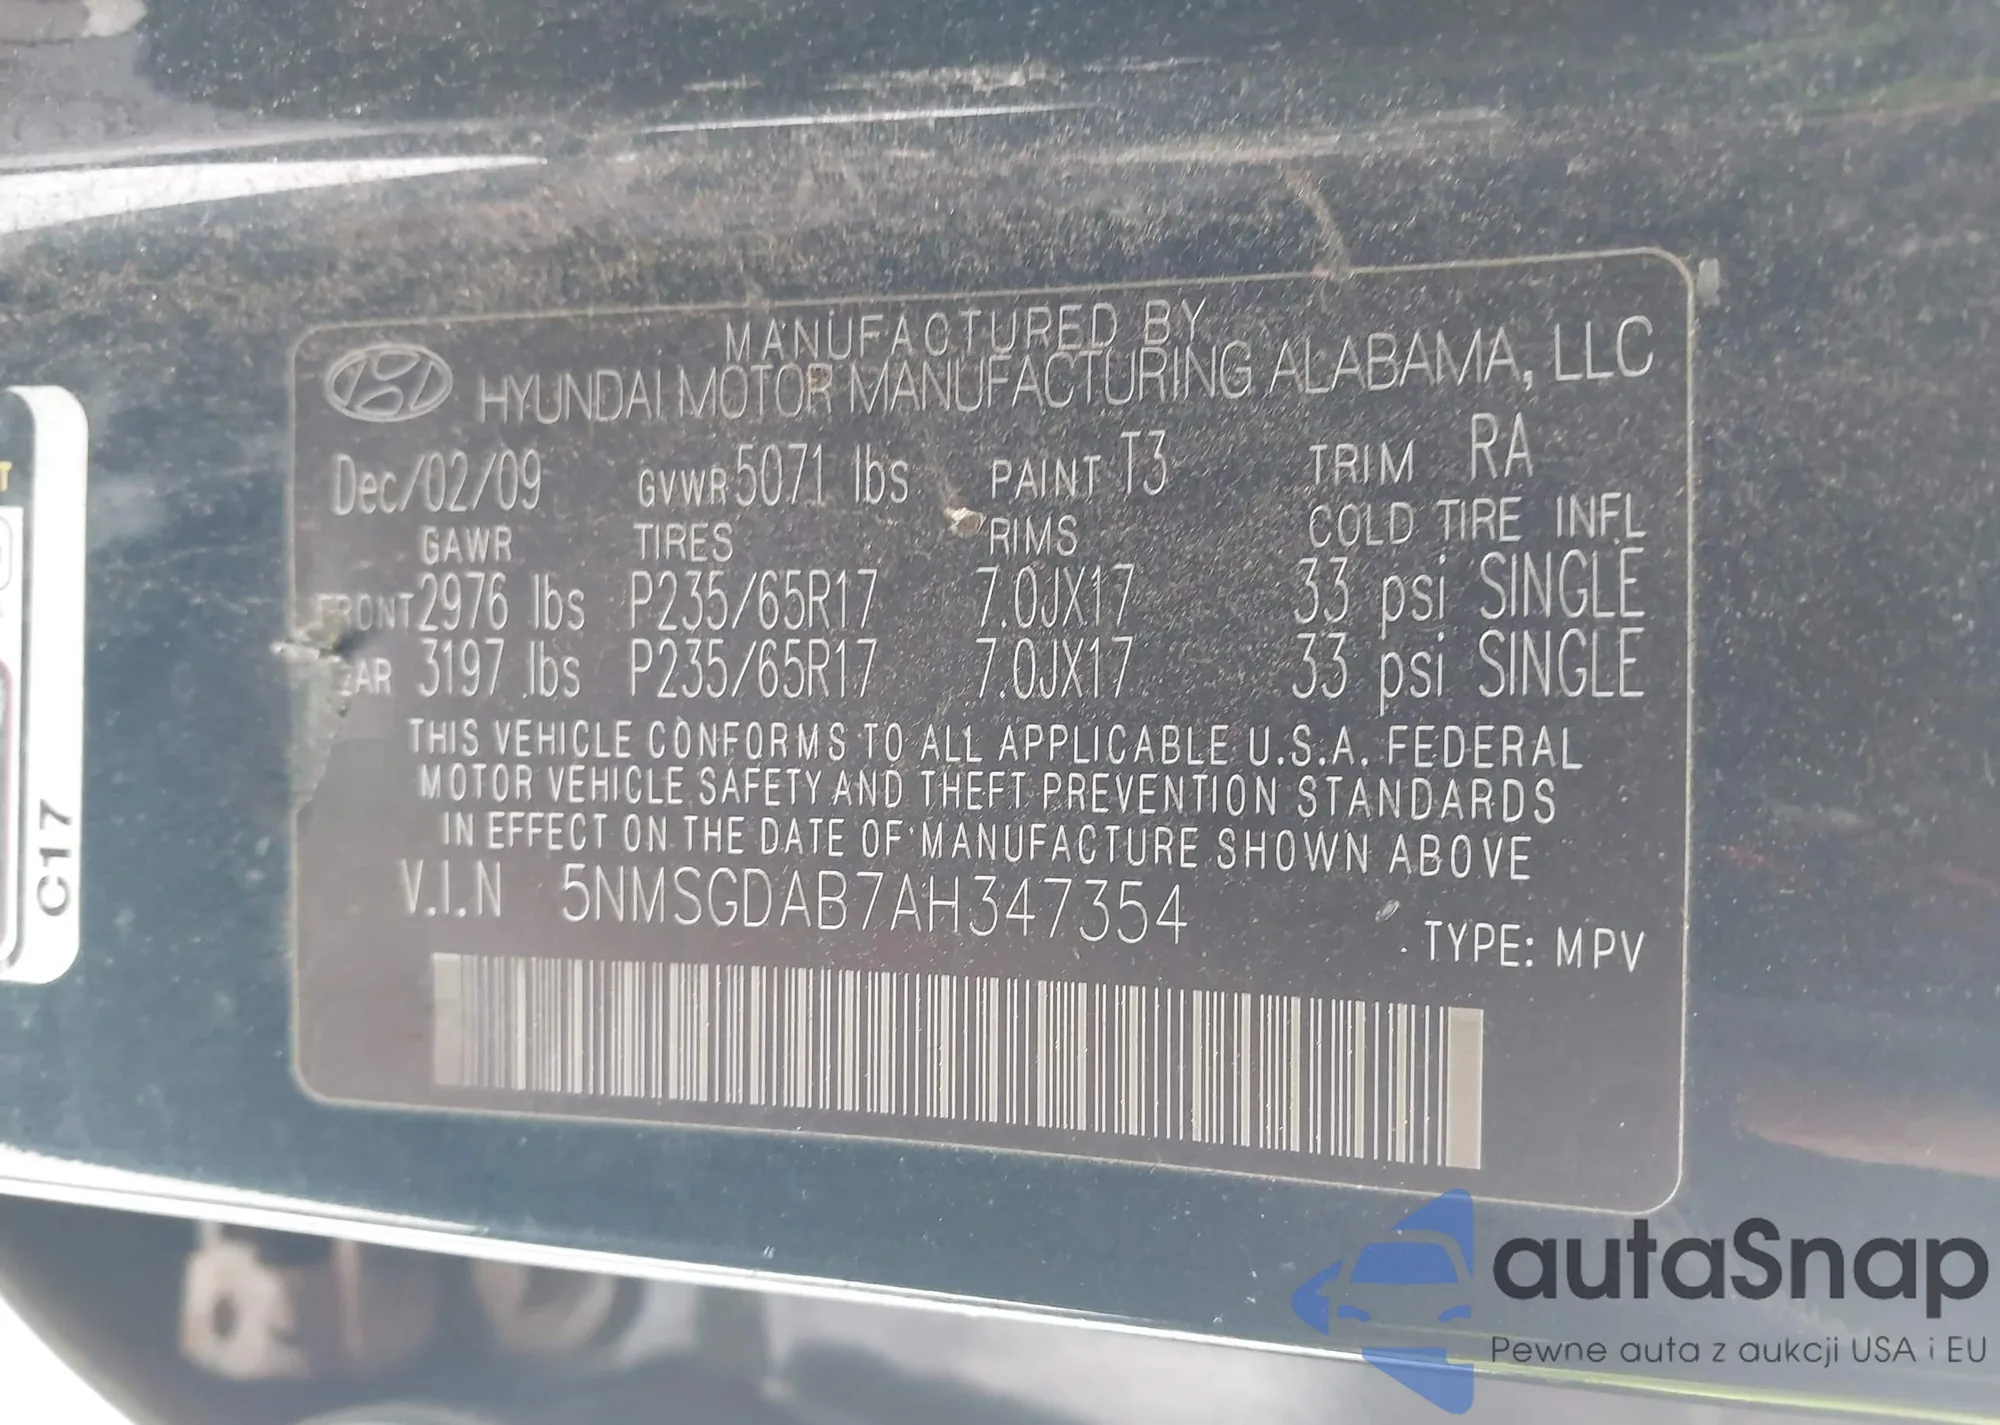 MANUFACTURED BY
HYUNDAI MOTOR MANUFACTURING ALABAMA, LLC
Dec/02/09 GVWR 5071 lbs PAINT T3 TRIM RA
GAWR TIRES RIMS COLD TIRE INFL
FRONT 2976 lbs P235/65R17 7.0JX17 33 psi SINGLE
EAR 3197 lbs P235/65R17 7.0JX17 33 psi SINGLE
THIS VEHICLE CONFORMS TO ALL APPLICABLE U.S.A. FEDERAL
MOTOR VEHICLE SAFETY AND THEFT PREVENTION STANDARDS
IN EFFECT ON THE DATE OF MANUFACTURE SHOWN ABOVE
V.I.N 5NMSGDAB7AH347354
TYPE: MPV
C17
T
autaSnap
Pewne auta z aukcji USA i EU